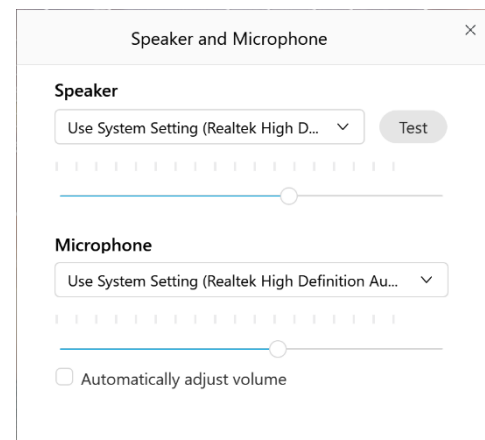 Speaker and Microphone
Speaker
Use System Setting (Realtek High D...
Test
Microphone
Use System Setting (Realtek High Definition Au...
Automatically adjust volume